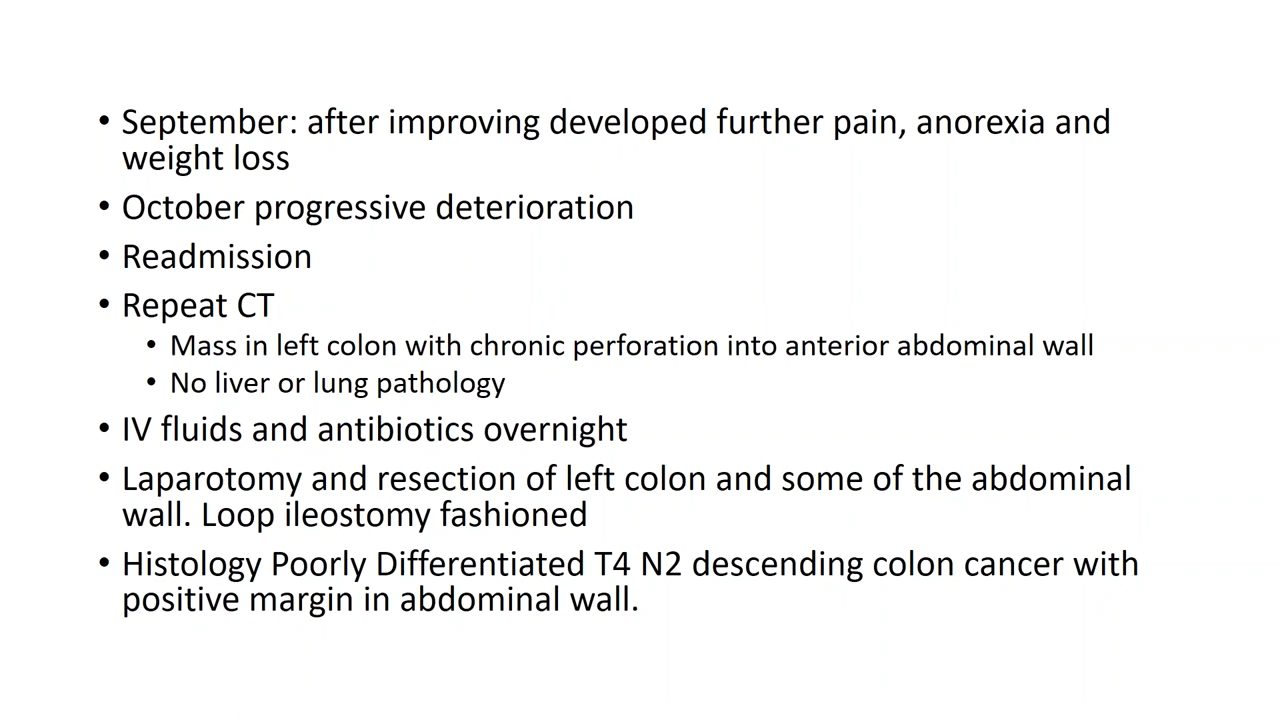 • September: after improving developed further pain, anorexia and
weight loss
• October progressive deterioration
• Readmission
• Repeat CT
• Mass in left colon with chronic perforation into anterior abdominal wall
• No liver or lung pathology
• IV fluids and antibiotics overnight
• Laparotomy and resection of left colon and some of the abdominal
wall. Loop ileostomy fashioned
• Histology Poorly Differentiated T4 N2 descending colon cancer with
positive margin in abdominal wall.